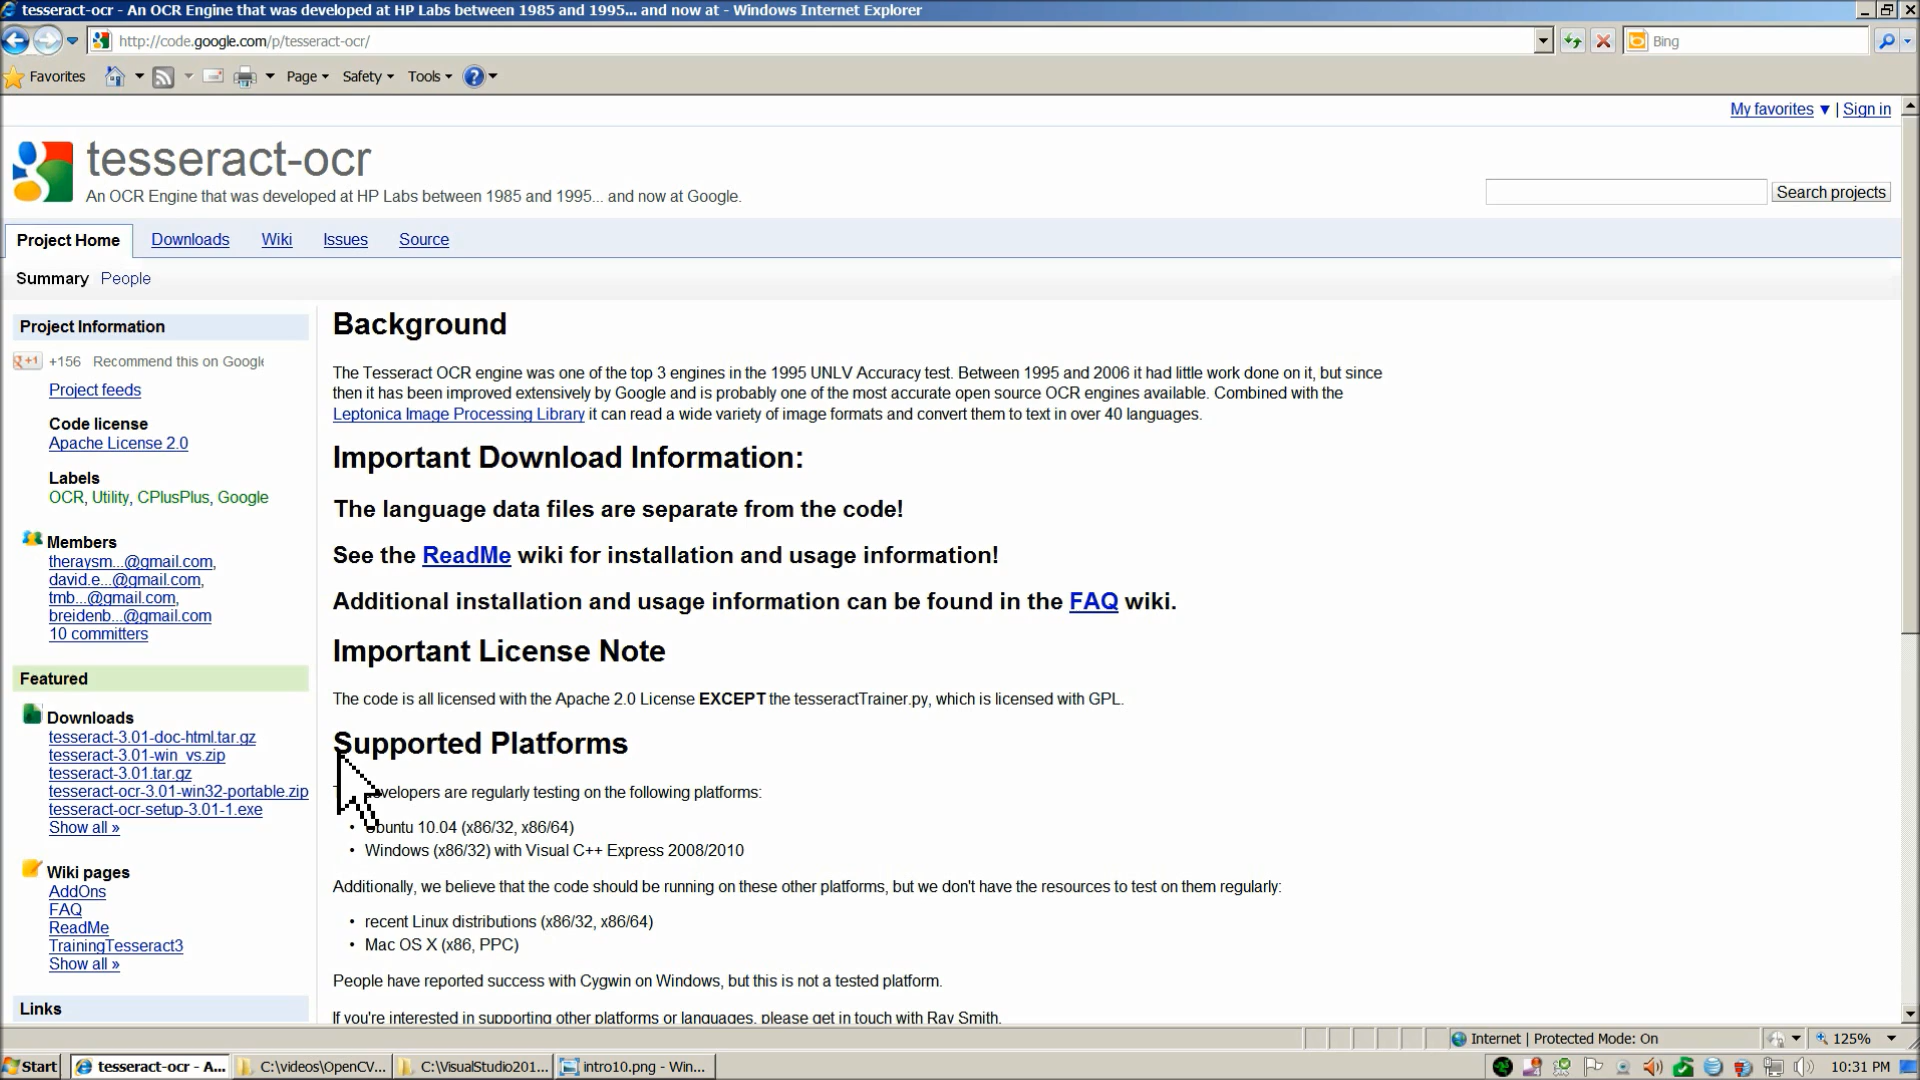 tesseract-ocr - An OCR Engine that was developed at HP Labs between 1985 and 1995... and now at - Windows Internet Explorer
http://code.google.com/p/tesseract-ocr/
Bing
Favorites
Page
Safety
Tools
My favorites ▼ | Sign in
tesseract-ocr
An OCR Engine that was developed at HP Labs between 1985 and 1995... and now at Google.
Search projects
Project Home Downloads Wiki Issues Source
Summary People
Project Information
+1 +156 Recommend this on Google
Project feeds
Code license
Apache License 2.0
Labels
OCR, Utility, CPlusPlus, Google
Members
theraysm...@gmail.com,
david.e...@gmail.com,
tmb...@gmail.com,
breidenb...@gmail.com
10 committers
Featured
Downloads
tesseract-3.01-doc-html.tar.gz
tesseract-3.01-win_vs.zip
tesseract-3.01.tar.gz
tesseract-ocr-3.01-win32-portable.zip
tesseract-ocr-setup-3.01-1.exe
Show all »
Wiki pages
AddOns
FAQ
ReadMe
TrainingTesseract3
Show all »
Links
Background
The Tesseract OCR engine was one of the top 3 engines in the 1995 UNLV Accuracy test. Between 1995 and 2006 it had little work done on it, but since
then it has been improved extensively by Google and is probably one of the most accurate open source OCR engines available. Combined with the
Leptonica Image Processing Library it can read a wide variety of image formats and convert them to text in over 40 languages.
Important Download Information:
The language data files are separate from the code!
See the ReadMe wiki for installation and usage information!
Additional installation and usage information can be found in the FAQ wiki.
Important License Note
The code is all licensed with the Apache 2.0 License EXCEPT the tesseractTrainer.py, which is licensed with GPL.
Supported Platforms
developers are regularly testing on the following platforms:
• Ubuntu 10.04 (x86/32, x86/64)
• Windows (x86/32) with Visual C++ Express 2008/2010
Additionally, we believe that the code should be running on these other platforms, but we don't have the resources to test on them regularly:
• recent Linux distributions (x86/32, x86/64)
• Mac OS X (x86, PPC)
People have reported success with Cygwin on Windows, but this is not a tested platform.
If you're interested in supporting other platforms or languages, please get in touch with Ray Smith.
Internet | Protected Mode: On
125%
Start
tesseract-ocr - A...
C:\videos\OpenCV...
C:\VisualStudio201...
intro10.png - Win...
10:31 PM